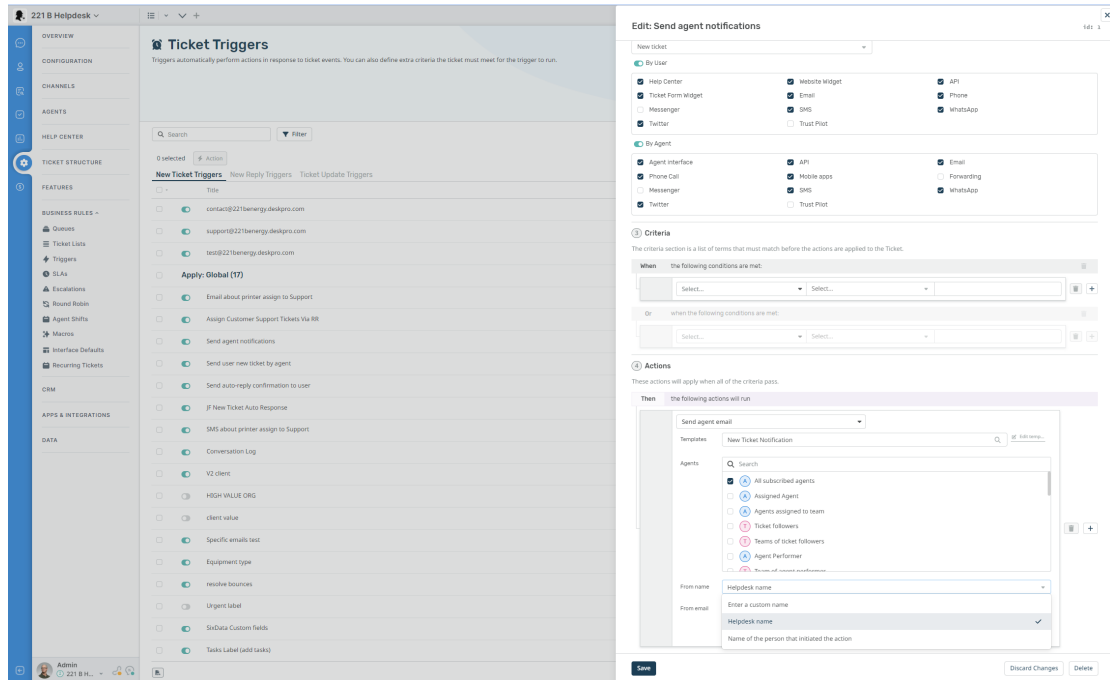 221 B Helpdesk
OVERVIEW
CONFIGURATION
CHANNELS
AGENTS
HELP CENTER
TICKET STRUCTURE
FEATURES
BUSINESS RULES
Queues
Ticket Lists
Triggers
SLAs
Escalations
Round Robin
Agent Shifts
Macros
Interface Defaults
Recurring Tickets
CRM
APPS & INTEGRATIONS
DATA
Admin
221 B H...
Ticket Triggers
Triggers automatically perform actions in response to ticket events. You can also define extra criteria the ticket must meet for the trigger to run.
Search
Filter
0 selected Action
New Ticket Triggers New Reply Triggers Ticket Update Triggers
Title
contact@221benergy.deskpro.com
support@221benergy.deskpro.com
test@221benergy.deskpro.com
Apply: Global (17)
Email about printer assign to Support
Assign Customer Support Tickets Via RR
Send agent notifications
Send user new ticket by agent
Send auto-reply confirmation to user
JF New Ticket Auto Response
SMS about printer assign to Support
Conversation Log
V2 client
HIGH VALUE ORG
client value
Specific emails test
Equipment type
resolve bounces
Urgent label
SixData Custom fields
Tasks Label (add tasks)
Edit: Send agent notifications
New ticket
By User
Help Center Website Widget API
Ticket Form Widget Email Phone
Messenger SMS WhatsApp
Twitter Trust Pilot
By Agent
Agent interface API Email
Phone Call Mobile apps Forwarding
Messenger SMS WhatsApp
Twitter Trust Pilot
3 Criteria
The criteria section is a list of terms that must match before the actions are applied to the Ticket.
When the following conditions are met:
Select... Select...
Or when the following conditions are met:
Select... Select...
4 Actions
These actions will apply when all of the criteria pass.
Then the following actions will run
Send agent email
Templates New Ticket Notification Edit temp...
Agents Search
A All subscribed agents
A Assigned Agent
A Agents assigned to team
T Ticket followers
T Teams of ticket followers
A Agent Performer
T Team of agent performer
From name Helpdesk name
From email
Enter a custom name
Helpdesk name
Name of the person that initiated the action
Save
Discard Changes
Delete